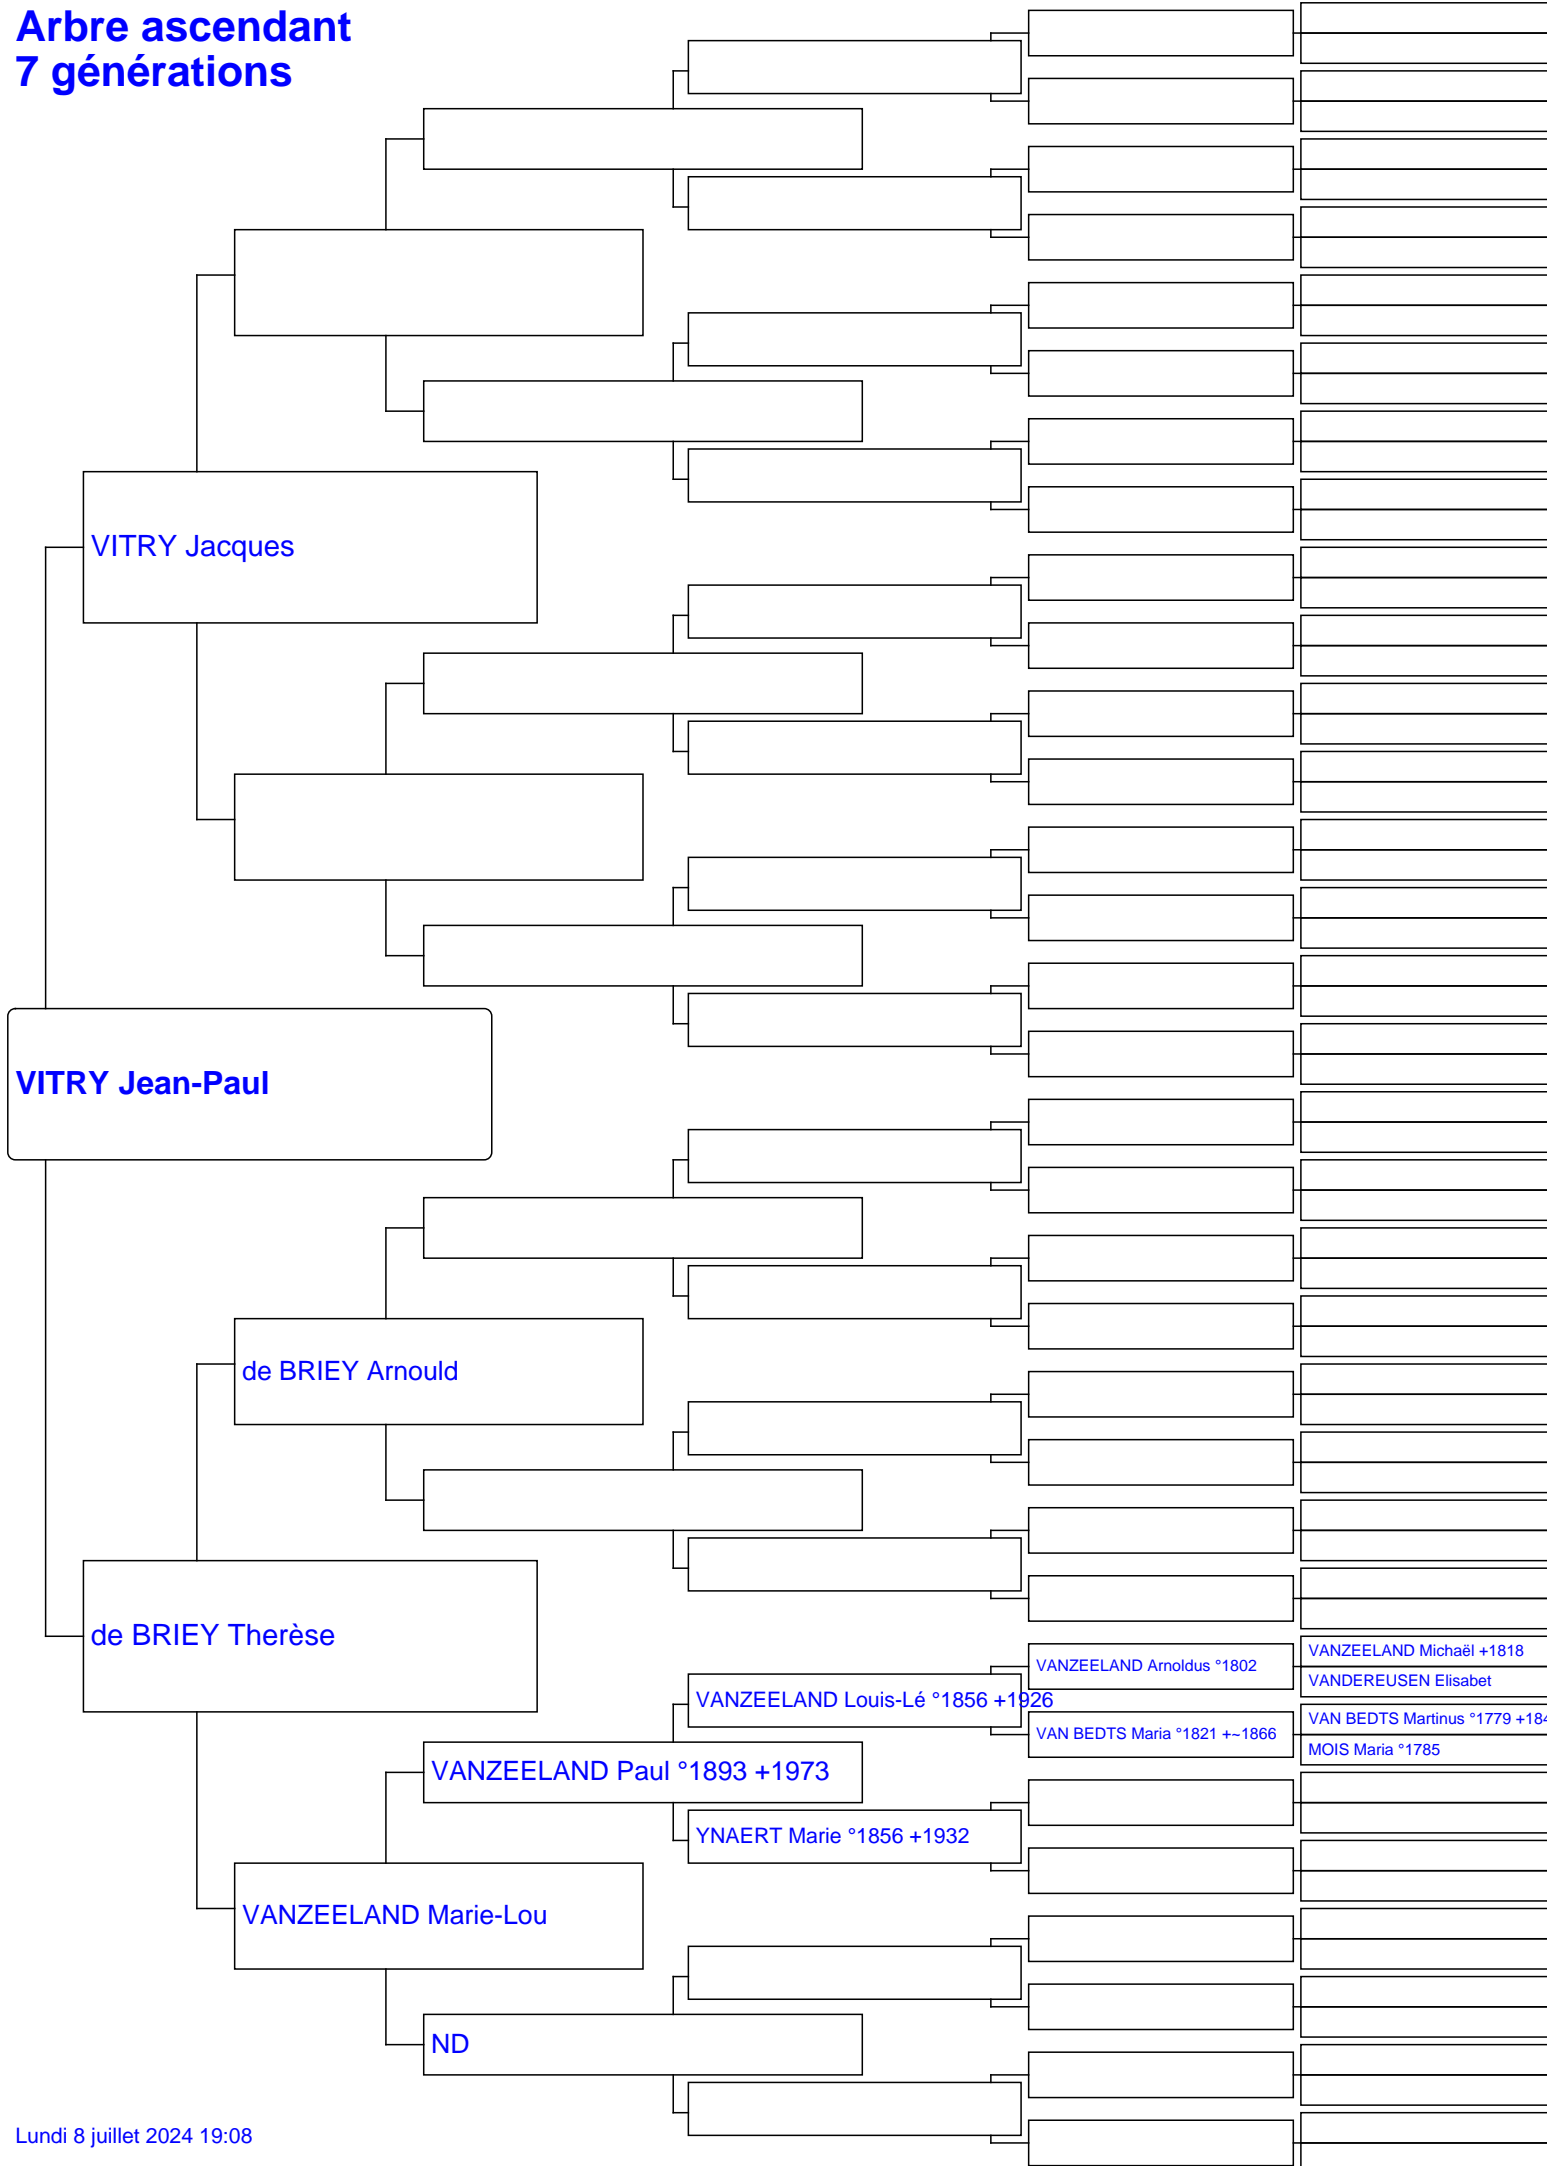 Arbre ascendant
7 générations
VITRY Jacques
VITRY Jean-Paul
de BRIEY Arnould
de BRIEY Therèse
VANZEELAND Michaël +1818
VANZEELAND Arnoldus °1802
VANDEREUSEN Elisabet
VANZEELAND Louis-Lé °1856 +1926
VAN BEDTS Martinus °1779 +184
VAN BEDTS Maria °1821 +~1866
MOIS Maria °1785
VANZEELAND Paul °1893 +1973
YNAERT Marie °1856 +1932
VANZEELAND Marie-Lou
ND
Lundi 8 juillet 2024 19:08